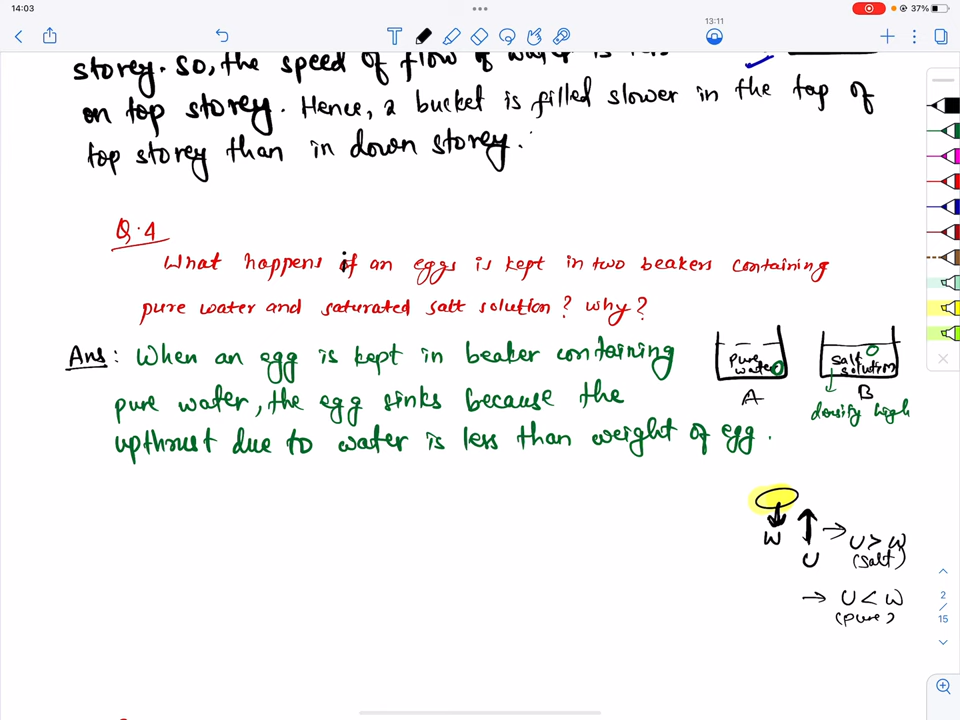 14:03
37%
13:11
storey. So, the speed of flow of water is
on top storey. Hence, a bucket is filled slower in the tap of
top storey than in down storey.
Q.4
What happens if an eggs is kept in two beakers containing
pure water and saturated salt solution? why?
Ans: When an egg is kept in beaker containing
pure water, the egg sinks because the
upthrust due to water is less than weight of egg.
pure
water
A
salt
solution
B
density high
W
U
→ U > W
(salt)
→ U < W
(pure)
2
/
15